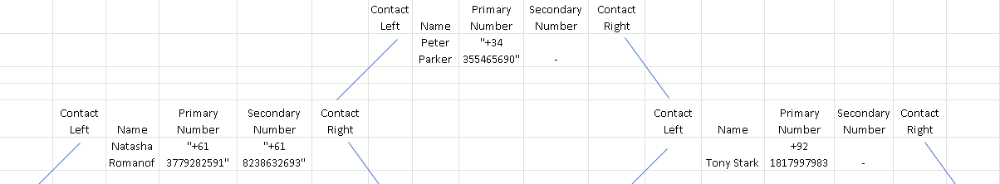 Contact Primary Secondary Contact
Left Name Number Number Right
Peter "+34
Parker 355465690" -
Contact Primary Secondary Contact Contact Primary Secondary Contact
Left Name Number Number Right Left Name Number Number Right
Natasha "+61 "+61 +92
Romanof 3779282591" 8238632693" Tony Stark 1817997983 -